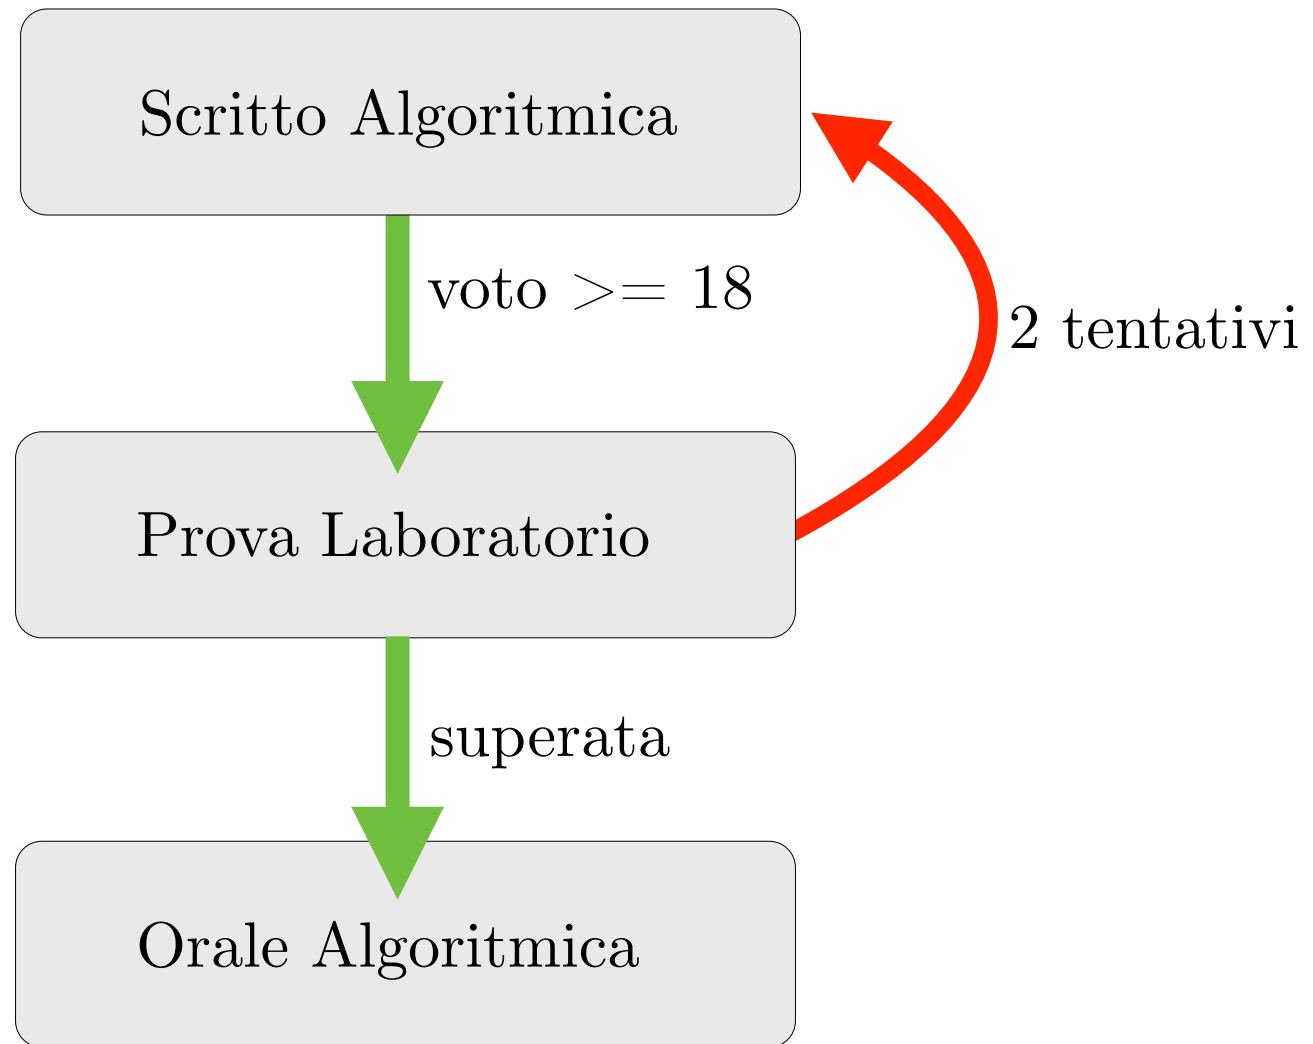 Scritto Algoritmica
voto >= 18
2 tentativi
Prova Laboratorio
superata
Orale Algoritmica